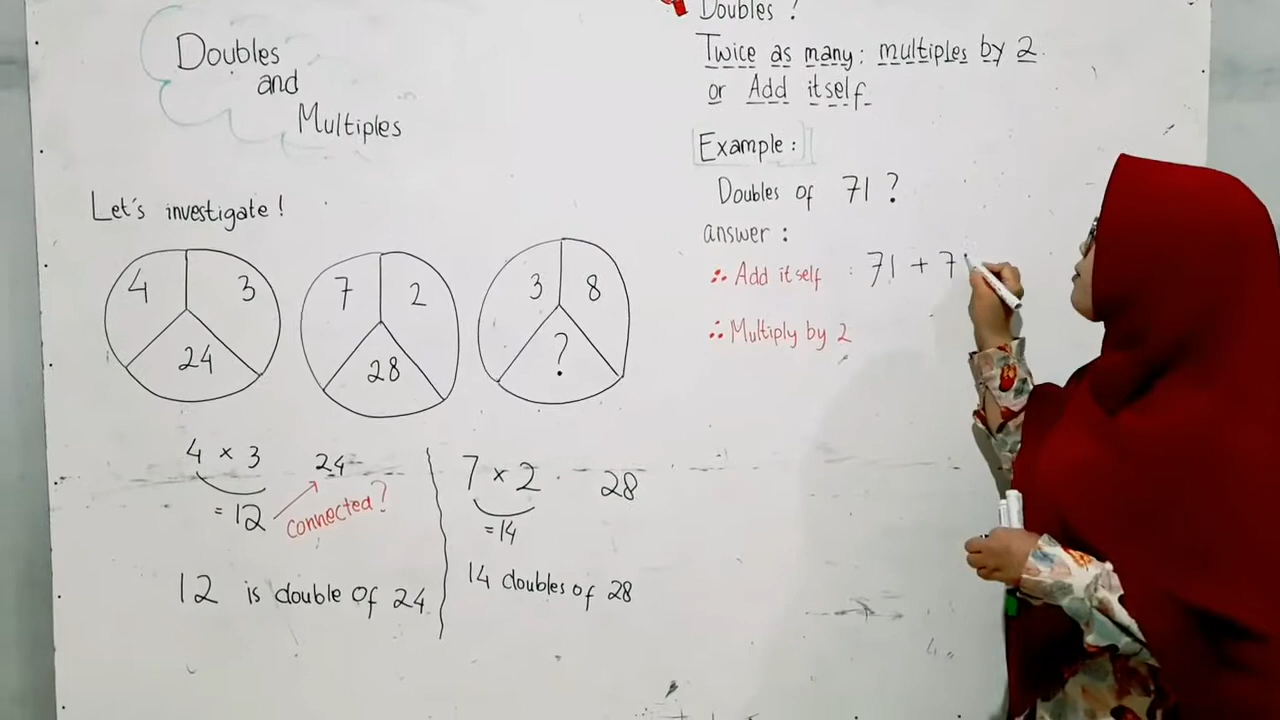 Doubles
and
Multiples
Let's investigate!
4 3
24
7 2
28
3 8
?
4 × 3 24
= 12 connected?
12 is double of 24
7 × 2 28
= 14
14 doubles of 28
Doubles ?
Twice as many: multiples by 2.
or Add itself
Example :
Doubles of 71 ?
answer :
∴ Add itself : 71 + 7
∴ Multiply by 2